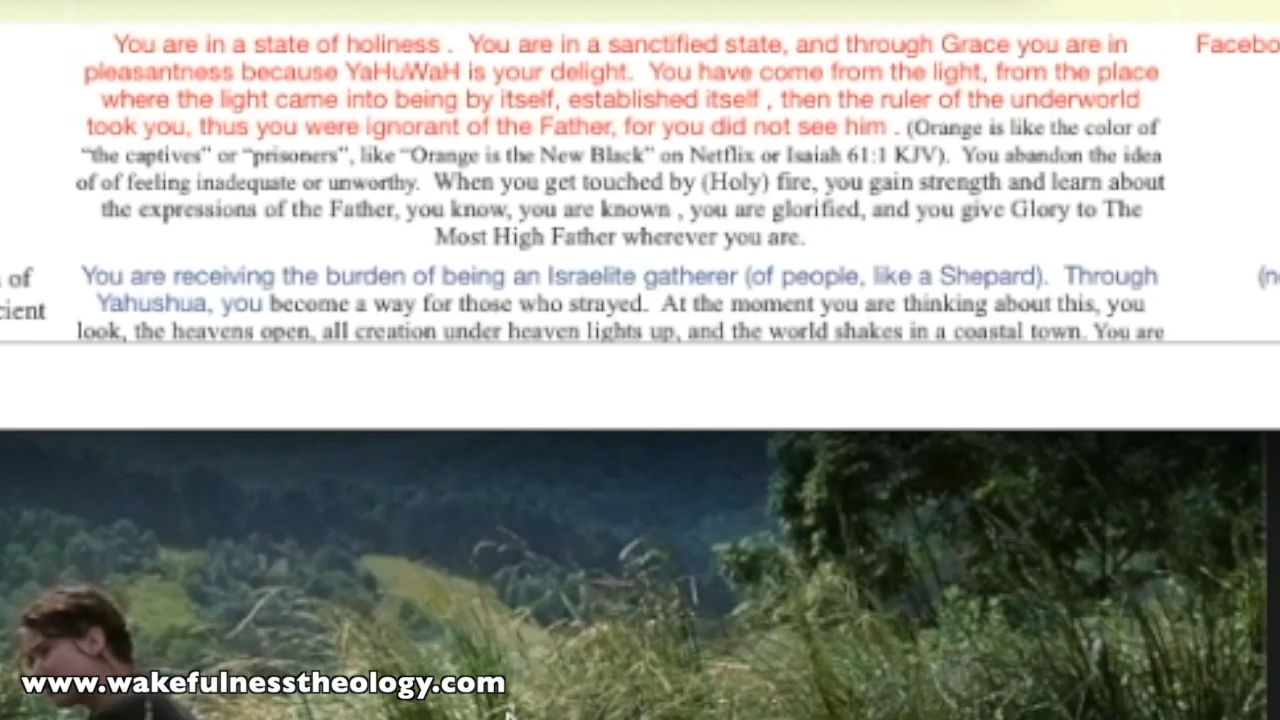 You are in a state of holiness . You are in a sanctified state, and through Grace you are in
pleasantness because YaHuWaH is your delight. You have come from the light, from the place
where the light came into being by itself, established itself , then the ruler of the underworld
took you, thus you were ignorant of the Father, for you did not see him . (Orange is like the color of
"the captives" or "prisoners", like "Orange is the New Black" on Netflix or Isaiah 61:1 KJV). You abandon the idea
of of feeling inadequate or unworthy. When you get touched by (Holy) fire, you gain strength and learn about
the expressions of the Father, you know, you are known , you are glorified, and you give Glory to The
Most High Father wherever you are.
You are receiving the burden of being an Israelite gatherer (of people, like a Shepard). Through
Yahushua, you become a way for those who strayed. At the moment you are thinking about this, you
look, the heavens open, all creation under heaven lights up, and the world shakes in a coastal town. You are
Facebo
of
cient
(n
www.wakefulnesstheology.com